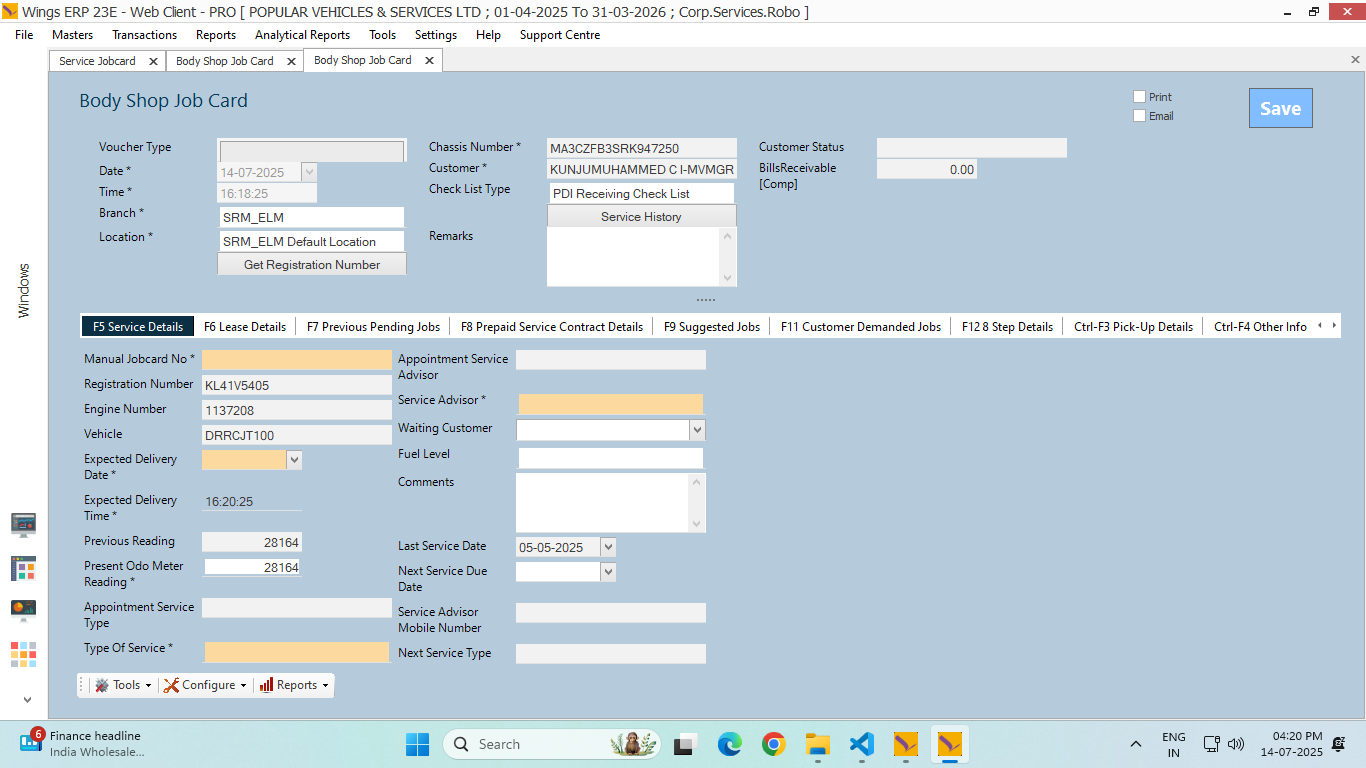 Wings ERP 23E - Web Client - PRO [ POPULAR VEHICLES & SERVICES LTD ; 01-04-2025 To 31-03-2026 ; Corp.Services.Robo ]
File Masters Transactions Reports Analytical Reports Tools Settings Help Support Centre
Service Jobcard Body Shop Job Card Body Shop Job Card
Windows
Body Shop Job Card
Print
Email
Save
Voucher Type
Date *
14-07-2025
Time *
16:18:25
Branch *
SRM_ELM
Location *
SRM_ELM Default Location
Get Registration Number
Chassis Number *
MA3CZFB3SRK947250
Customer *
KUNJUMUHAMMED C I-MVMGR
Check List Type
PDI Receiving Check List
Service History
Remarks
Customer Status
BillsReceivable
[Comp]
0.00
F5 Service Details F6 Lease Details F7 Previous Pending Jobs F8 Prepaid Service Contract Details F9 Suggested Jobs F11 Customer Demanded Jobs F12 8 Step Details Ctrl-F3 Pick-Up Details Ctrl-F4 Other Info
Manual Jobcard No *
Registration Number
KL41V5405
Engine Number
1137208
Vehicle
DRRCJT100
Expected Delivery
Date *
Expected Delivery
Time *
16:20:25
Previous Reading
28164
Present Odo Meter
Reading *
28164
Appointment Service
Type
Type Of Service *
Appointment Service
Advisor
Service Advisor *
Waiting Customer
Fuel Level
Comments
Last Service Date
05-05-2025
Next Service Due
Date
Service Advisor
Mobile Number
Next Service Type
Tools Configure Reports
6
Finance headline
India Wholesale...
Search
ENG
IN
04:20 PM
14-07-2025